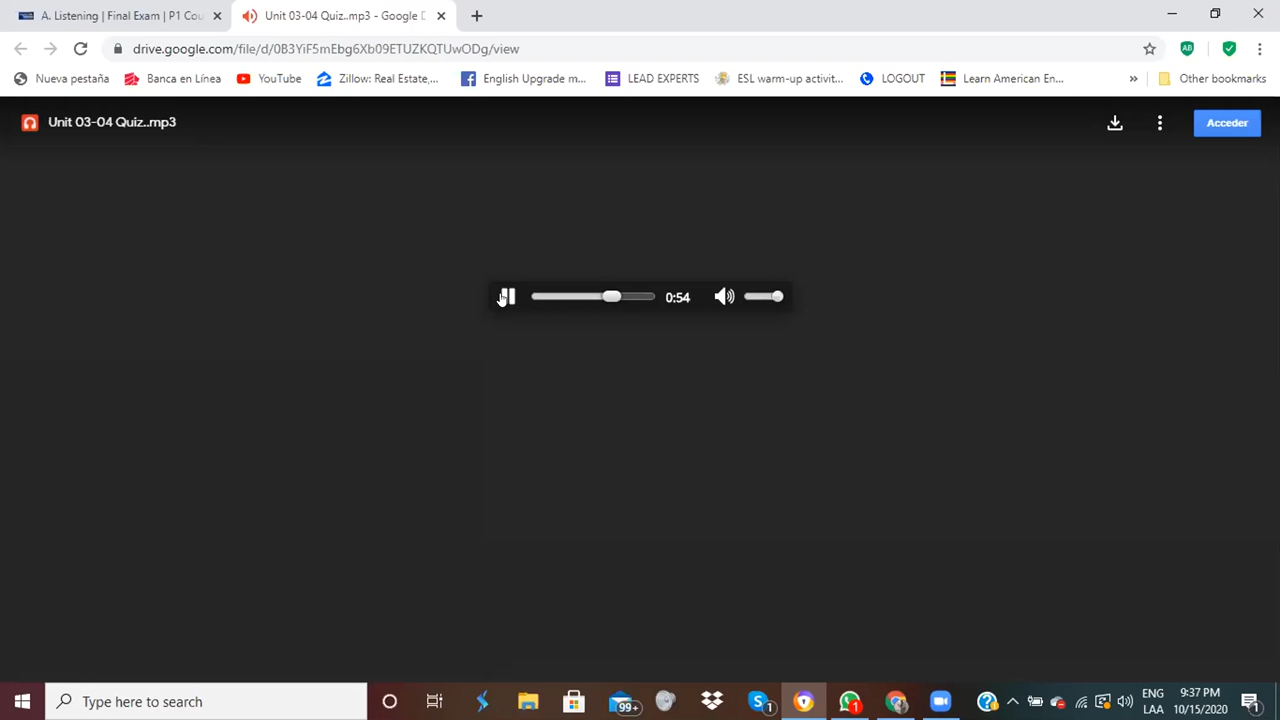 A. Listening | Final Exam | P1 Cou
Unit 03-04 Quiz..mp3 - Google
drive.google.com/file/d/0B3YiF5mEbg6Xb09ETUZKQTUwODg/view
Nueva pestaña
Banca en Línea
YouTube
Zillow: Real Estate,...
English Upgrade m...
LEAD EXPERTS
ESL warm-up activit...
LOGOUT
Learn American En...
»
Other bookmarks
Unit 03-04 Quiz..mp3
Acceder
0:54
Type here to search
99+
1
1
ENG
LAA
9:37 PM
10/15/2020
1